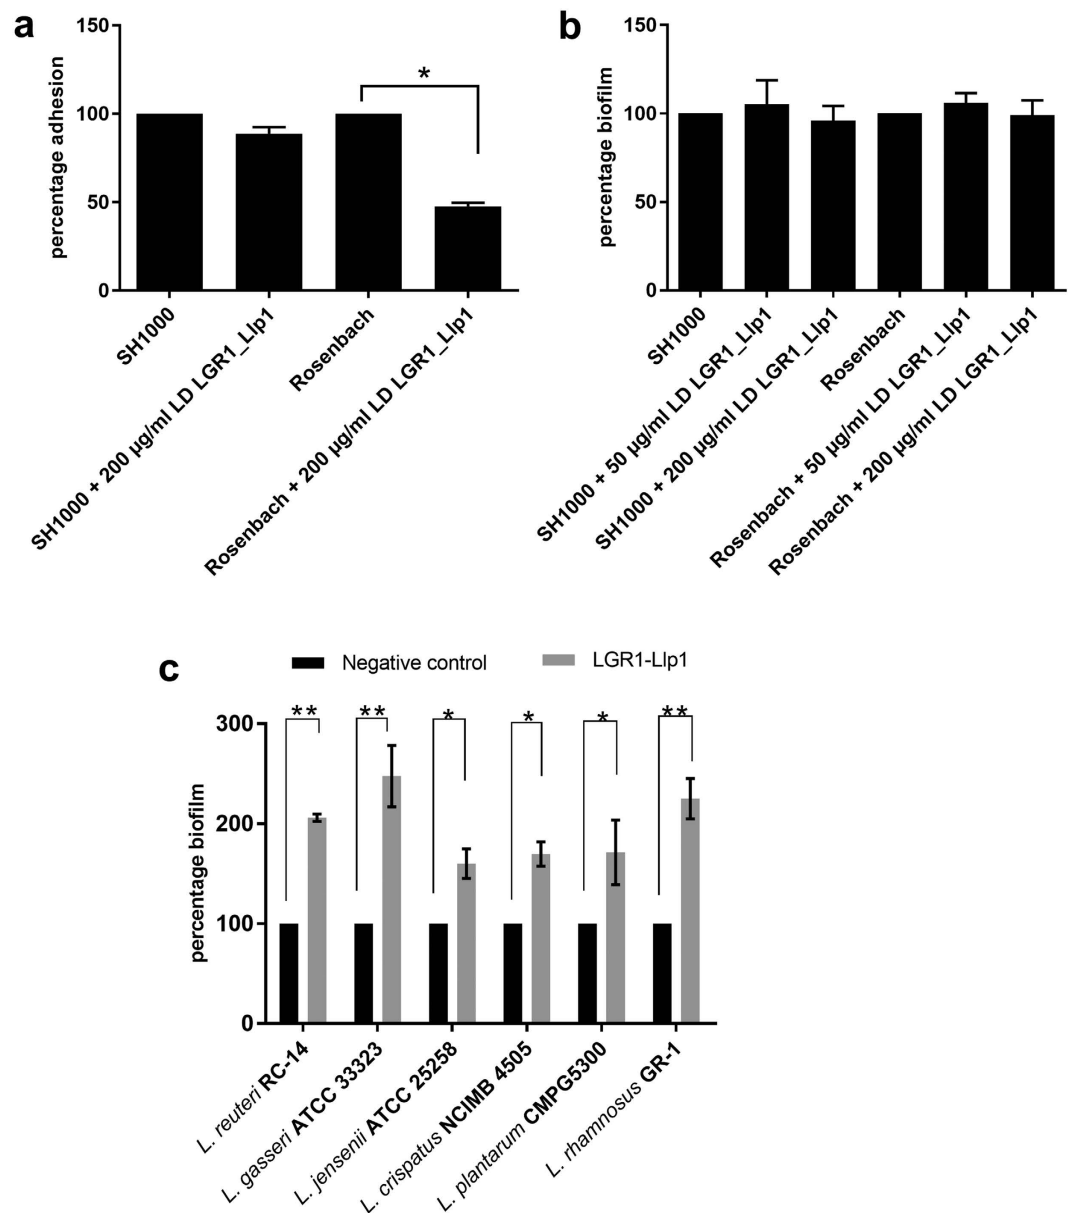 a
percentage adhesion
150
100
50
0
*
SH1000
SH1000 + 200 µg/ml LD LGR1_Llp1
Rosenbach
Rosenbach + 200 µg/ml LD LGR1_Llp1
b
percentage biofilm
150
100
50
0
SH1000
SH1000 + 50 µg/ml LD LGR1_Llp1
SH1000 + 200 µg/ml LD LGR1_Llp1
Rosenbach
Rosenbach + 50 µg/ml LD LGR1_Llp1
Rosenbach + 200 µg/ml LD LGR1_Llp1
c
Negative control
LGR1-Llp1
percentage biofilm
300
200
100
0
**
**
*
*
*
**
L. reuteri RC-14
L. gasseri ATCC 33323
L. jensenii ATCC 25258
L. crispatus NCIMB 4505
L. plantarum CMPG5300
L. rhamnosus GR-1